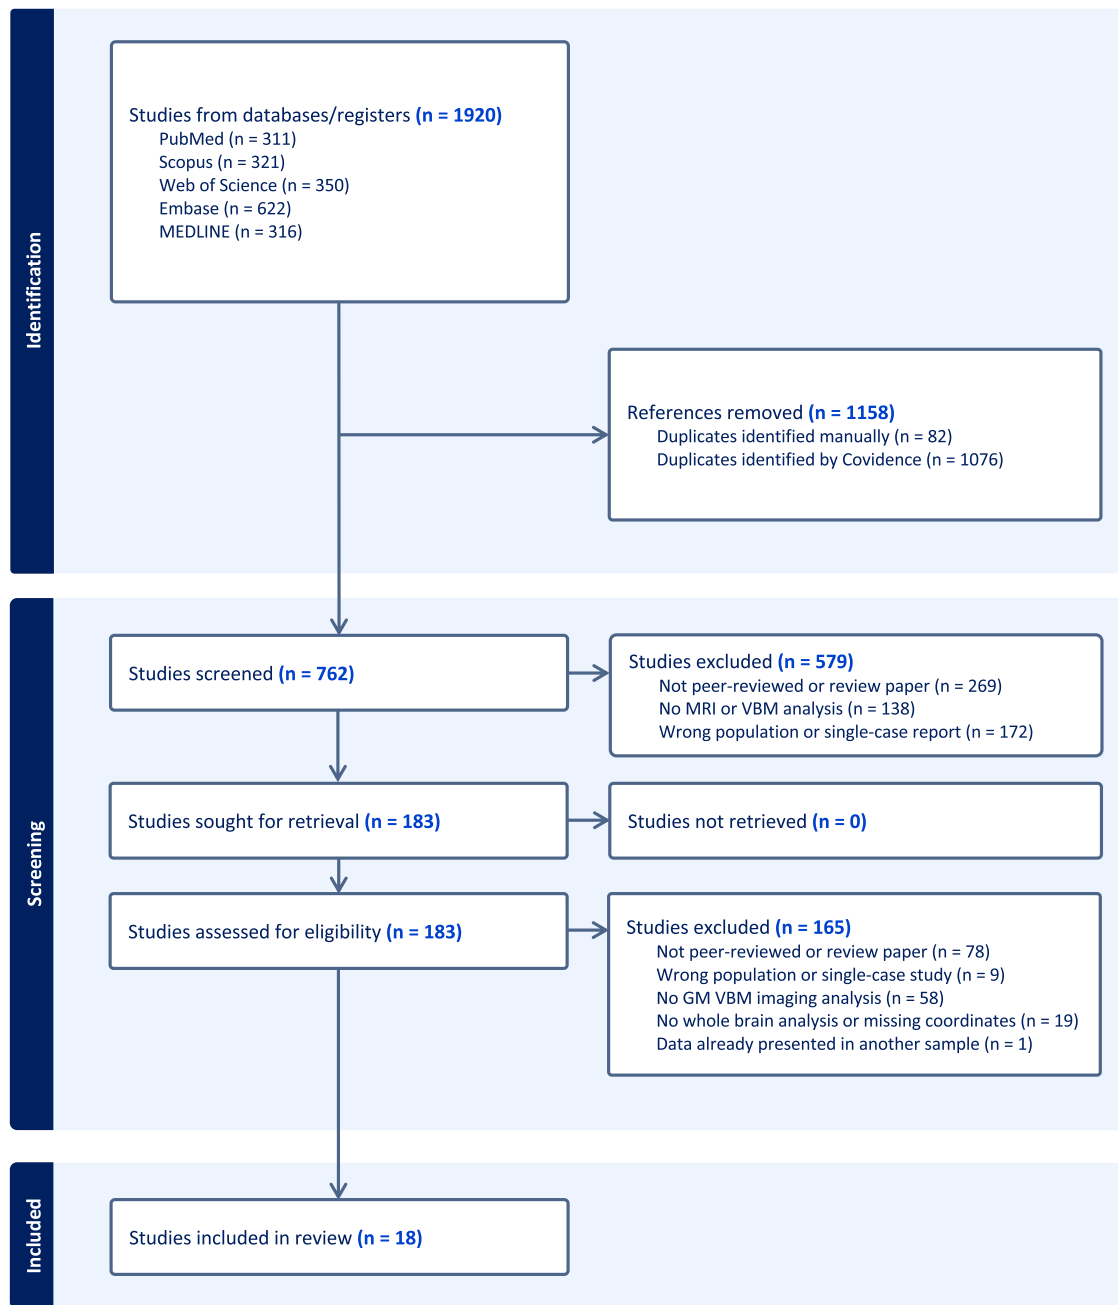 Identification
Studies from databases/registers (n = 1920)
PubMed (n = 311)
Scopus (n = 321)
Web of Science (n = 350)
Embase (n = 622)
MEDLINE (n = 316)
References removed (n = 1158)
Duplicates identified manually (n = 82)
Duplicates identified by Covidence (n = 1076)
Screening
Studies screened (n = 762)
Studies excluded (n = 579)
Not peer-reviewed or review paper (n = 269)
No MRI or VBM analysis (n = 138)
Wrong population or single-case report (n = 172)
Studies sought for retrieval (n = 183)
Studies not retrieved (n = 0)
Studies assessed for eligibility (n = 183)
Studies excluded (n = 165)
Not peer-reviewed or review paper (n = 78)
Wrong population or single-case study (n = 9)
No GM VBM imaging analysis (n = 58)
No whole brain analysis or missing coordinates (n = 19)
Data already presented in another sample (n = 1)
Included
Studies included in review (n = 18)